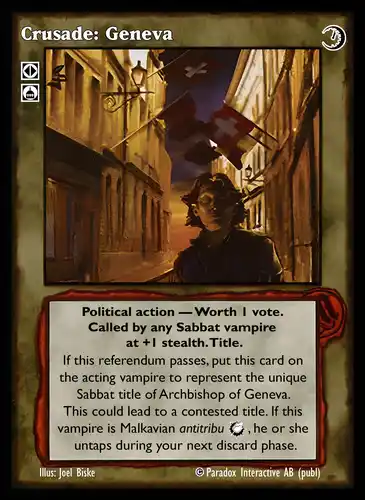 Crusade: Geneva
Political action — Worth 1 vote.
Called by any Sabbat vampire
at +1 stealth. Title.
If this referendum passes, put this card on
the acting vampire to represent the unique
Sabbat title of Archbishop of Geneva.
This could lead to a contested title. If this
vampire is Malkavian antitribu , he or she
untaps during your next discard phase.
Illus: Joel Biske © Paradox Interactive AB (publ)